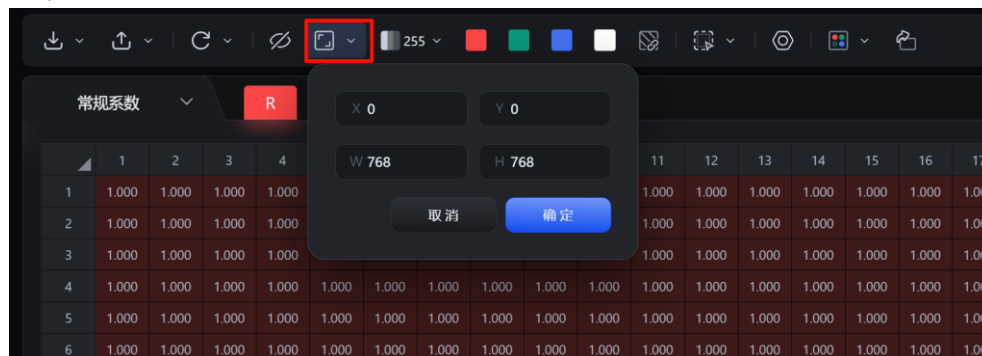 255
常规系数 R
X 0 Y 0
W 768 H 768
取消 确定
1 2 3 4 11 12 13 14 15 16 17
1 1.000 1.000 1.000 1.000 1.000 1.000 1.000 1.000 1.000 1.000 1.0
2 1.000 1.000 1.000 1.000 1.000 1.000 1.000 1.000 1.000 1.000 1.0
3 1.000 1.000 1.000 1.000 1.000 1.000 1.000 1.000 1.000 1.000 1.0
4 1.000 1.000 1.000 1.000 1.000 1.000 1.000 1.000 1.000 1.000 1.000 1.000 1.000 1.000 1.000 1.000 1.0
5 1.000 1.000 1.000 1.000 1.000 1.000 1.000 1.000 1.000 1.000 1.000 1.000 1.000 1.000 1.000 1.000 1.0
6 1.000 1.000 1.000 1.000 1.000 1.000 1.000 1.000 1.000 1.000 1.000 1.000 1.000 1.000 1.000 1.000 1.0